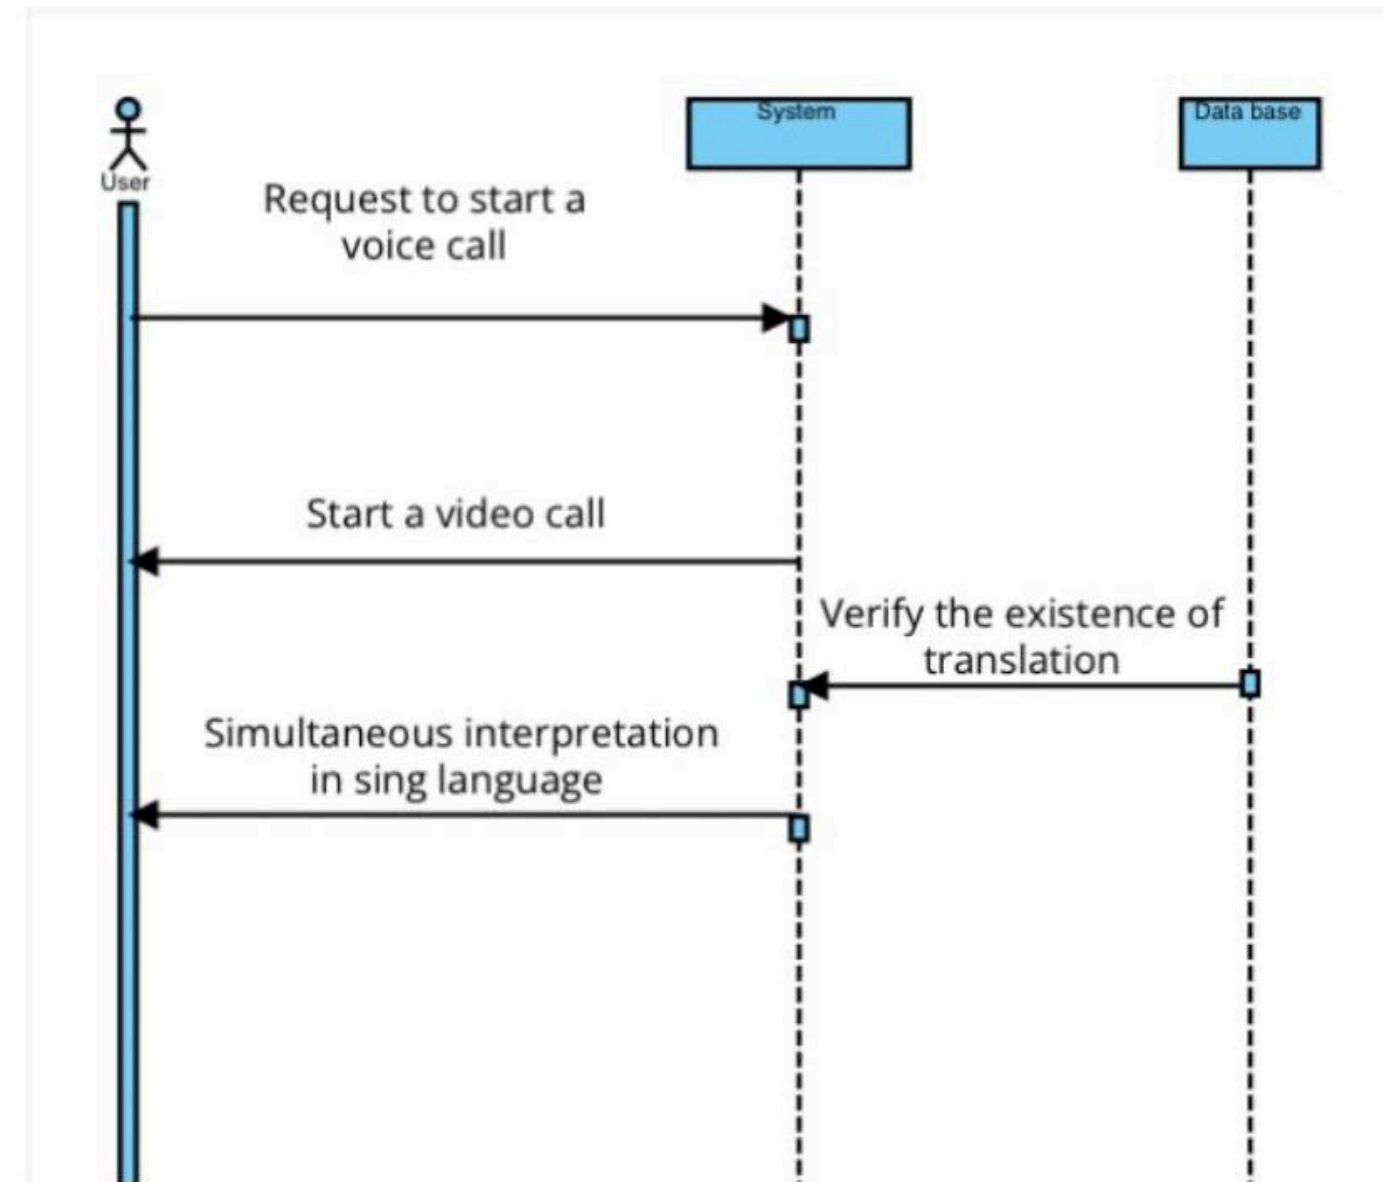 System
Data base
User
Request to start a
voice call
Start a video call
Verify the existence of
translation
Simultaneous interpretation
in sing language